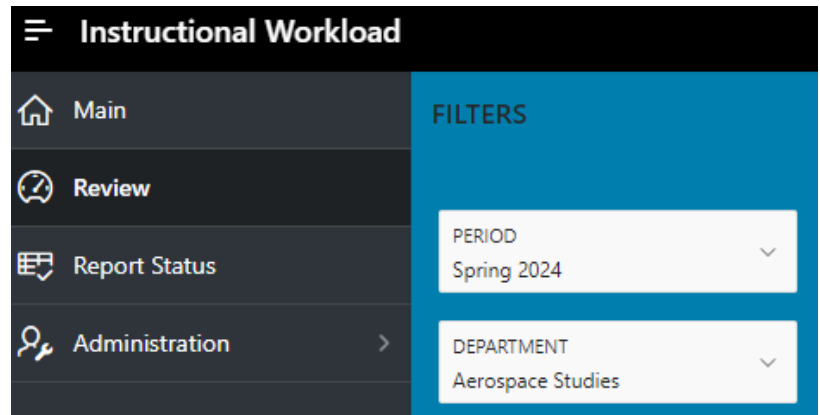 Instructional Workload
Main
Review
Report Status
Administration
FILTERS
PERIOD
Spring 2024
DEPARTMENT
Aerospace Studies